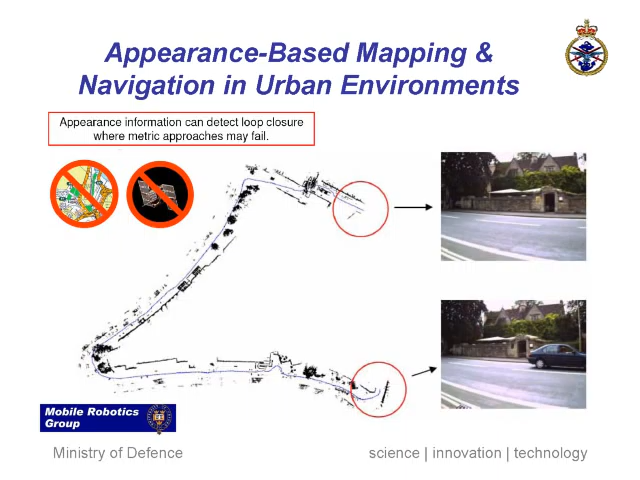 Appearance-Based Mapping &
Navigation in Urban Environments
Appearance information can detect loop closure
where metric approaches may fail.
Mobile Robotics
Group
Ministry of Defence
science | innovation | technology